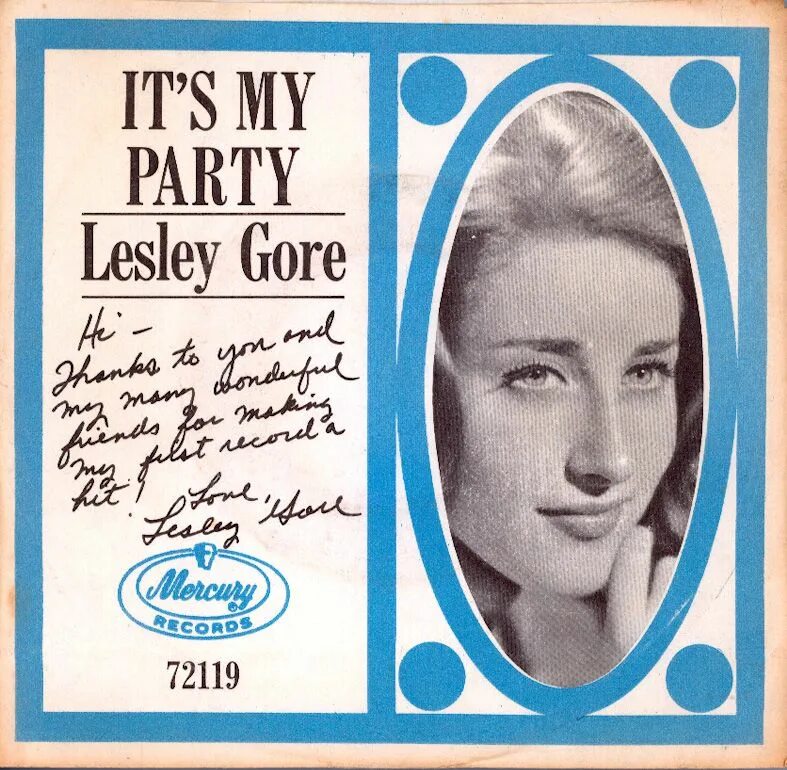 IT'S MY
PARTY
Lesley Gore
Hi —
Thanks to you and
my many wonderful
friends for making
my first record a
hit!
Love,
Lesley Gore
Mercury
®
RECORDS
72119